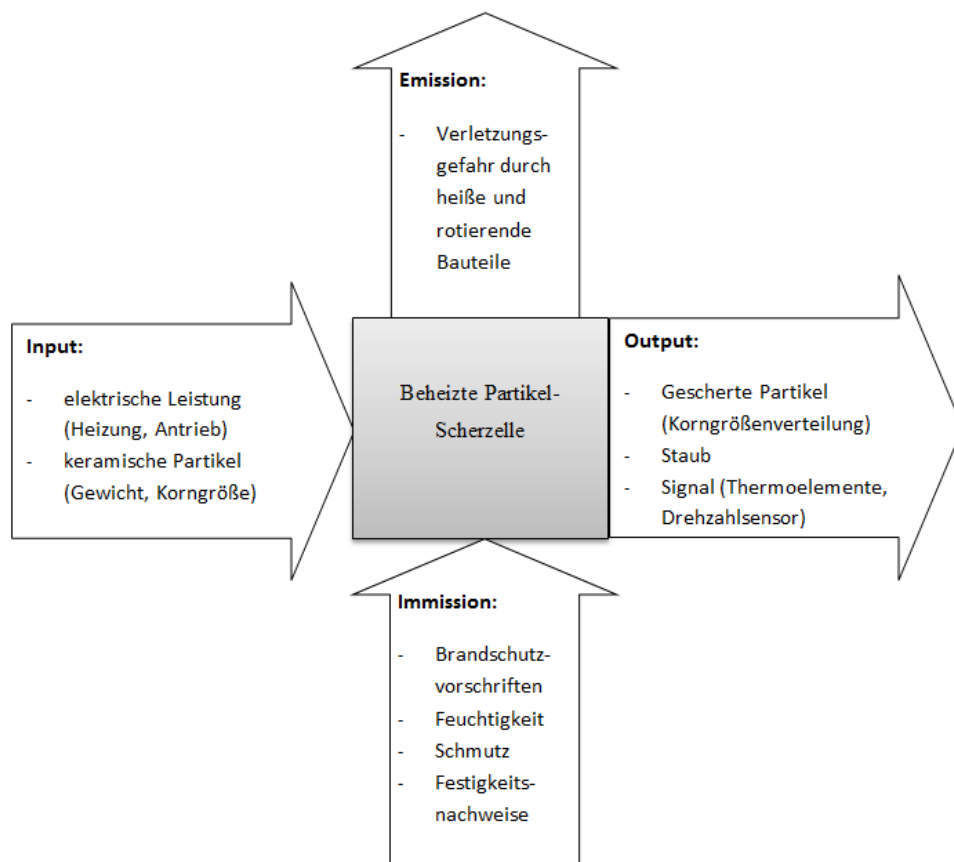 Emission:
- Verletzungs-
gefahr durch
heiße und
rotierende
Bauteile
Input:
- elektrische Leistung
(Heizung, Antrieb)
- keramische Partikel
(Gewicht, Korngröße)
Beheizte Partikel-
Scherzelle
Output:
- Gescherte Partikel
(Korngrößenverteilung)
- Staub
- Signal (Thermoelemente,
Drehzahlsensor)
Immission:
- Brandschutz-
vorschriften
- Feuchtigkeit
- Schmutz
- Festigkeits-
nachweise